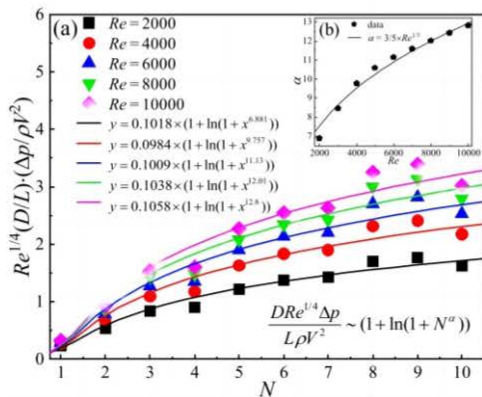 (a)
Re = 2000
Re = 4000
Re = 6000
Re = 8000
Re = 10000
y = 0.1018×(1+ln(1+x^6.881))
y = 0.0984×(1+ln(1+x^9.757))
y = 0.1009×(1+ln(1+x^11.13))
y = 0.1038×(1+ln(1+x^12.01))
y = 0.1058×(1+ln(1+x^12.8))
(b)
data
α = 3/5×Re^1/3
13
12
11
10
9
8
7
α
2000 4000 6000 8000 10000
Re
6
5
4
3
2
1
0
Re^1/4(D/L)·(Δp/ρV^2)
DRe^1/4Δp
LρV^2
~ (1+ln(1+N^α))
1 2 3 4 5 6 7 8 9 10
N